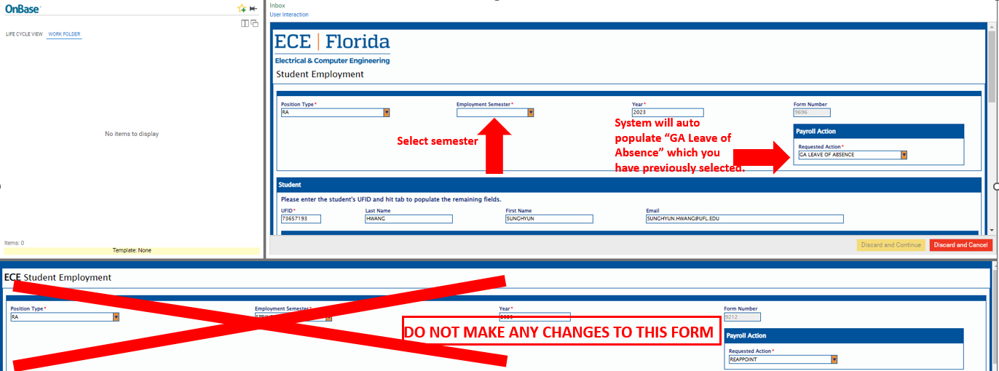 OnBase®
LIFE CYCLE VIEW WORK FOLDER
No items to display
Items: 0
Template: None
Inbox
User Interaction
ECE | Florida
Electrical & Computer Engineering
Student Employment
Position Type* Employment Semester* Year* Form Number
RA 2023 9696
Select semester
System will auto
populate “GA Leave of
Absence” which you
have previously selected.
Payroll Action
Requested Action*
GA LEAVE OF ABSENCE
Student
Please enter the student's UFID and hit tab to populate the remaining fields.
UFID* Last Name First Name Email
73657193 HWANG SUNGHYUN SUNGHYUN.HWANG@UFL.EDU
Discard and Continue Discard and Cancel
ECE Student Employment
Position Type* Employment Semester* Year* Form Number
RA 9212
DO NOT MAKE ANY CHANGES TO THIS FORM
Payroll Action
Requested Action*
REAPPOINT